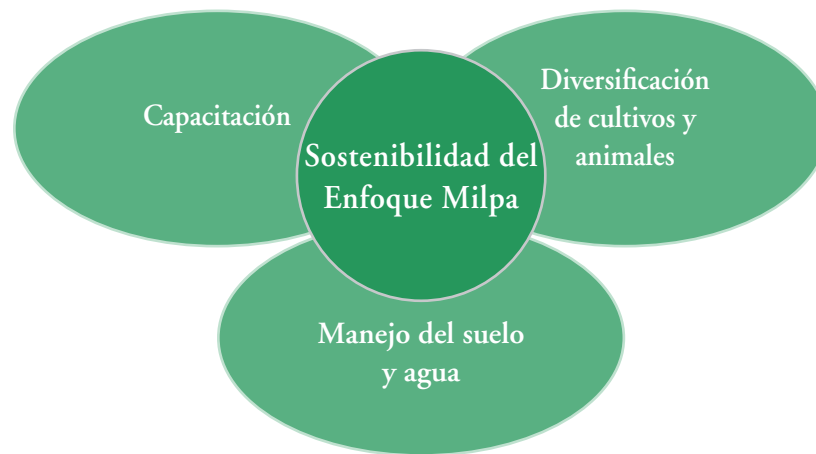 Capacitación
Diversificación
de cultivos y
animales
Sostenibilidad del
Enfoque Milpa
Manejo del suelo
y agua